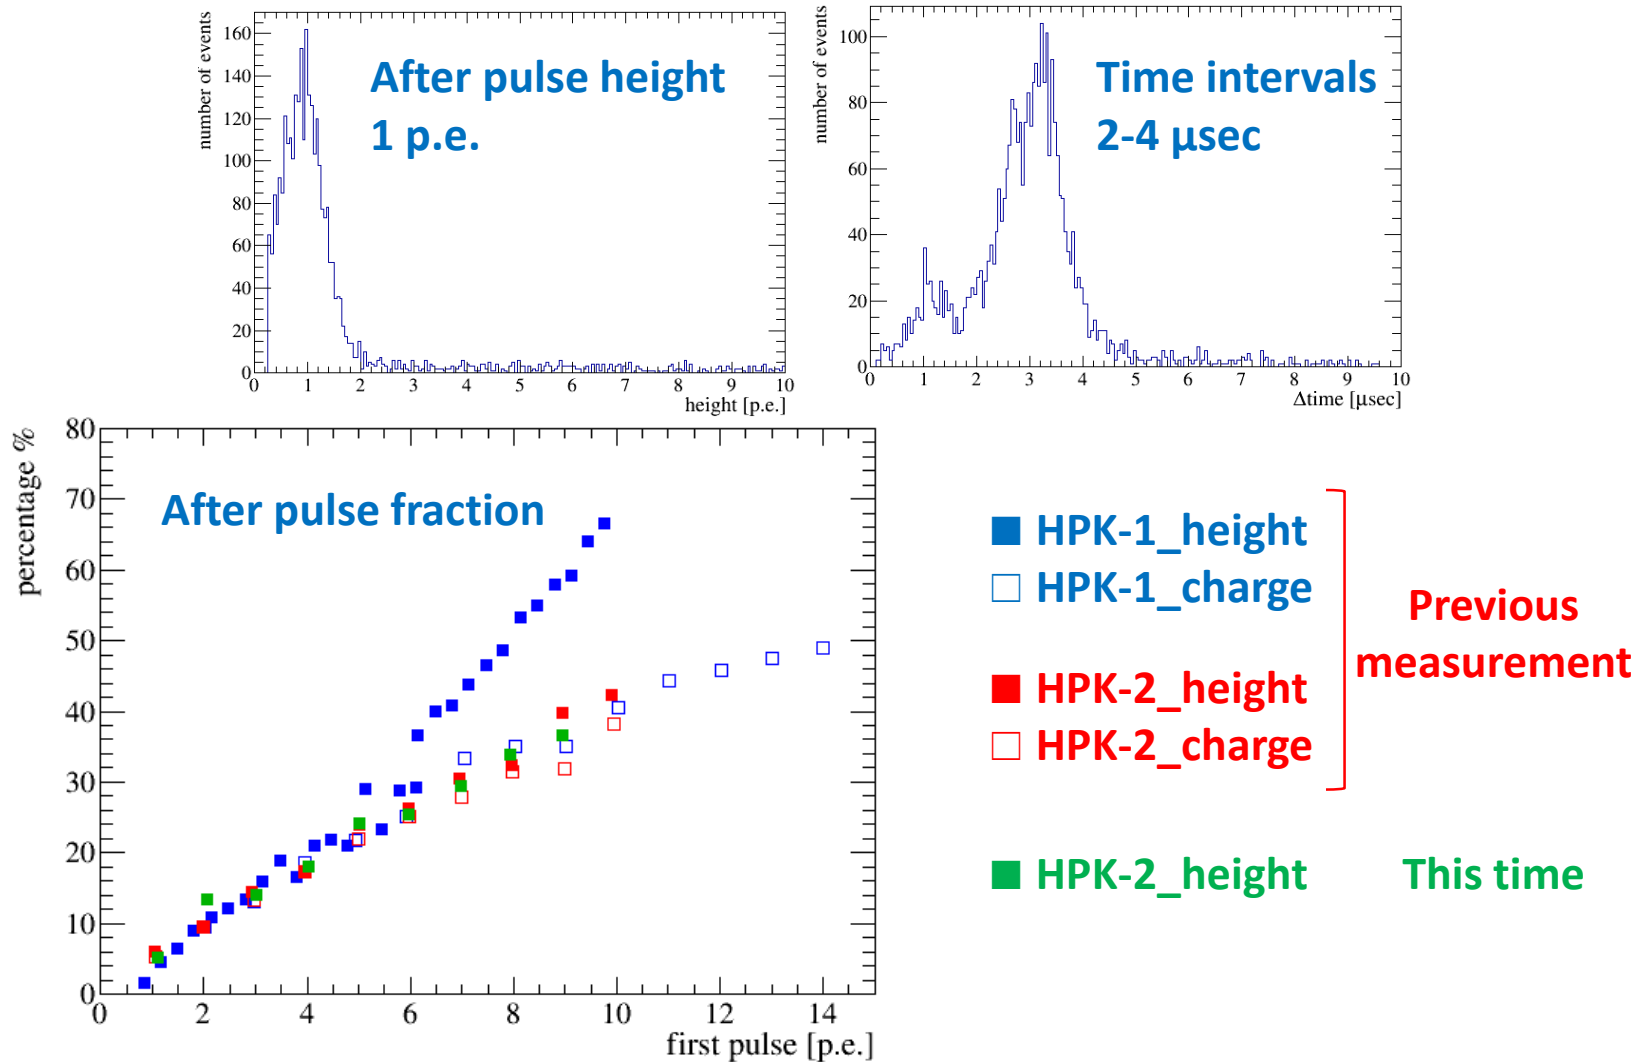 number of events
160
140
120
100
80
60
40
20
0
0 1 2 3 4 5 6 7 8 9 10
height [p.e.]
After pulse height
1 p.e.
number of events
100
80
60
40
20
0
0 1 2 3 4 5 6 7 8 9 10
Δtime [μsec]
Time intervals
2-4 μsec
percentage %
80
70
60
50
40
30
20
10
0
0 2 4 6 8 10 12 14
first pulse [p.e.]
After pulse fraction
HPK-1_height
HPK-1_charge
HPK-2_height
HPK-2_charge
Previous
measurement
HPK-2_height
This time